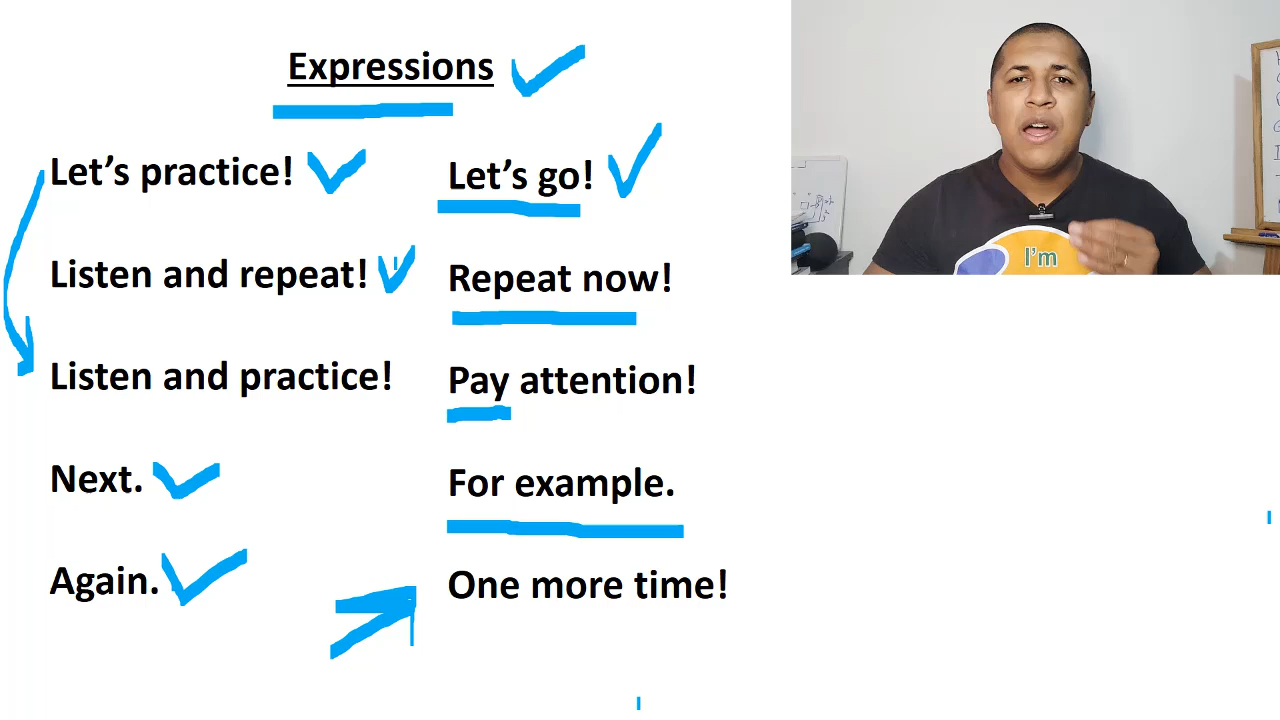 Expressions
Let's practice!
Listen and repeat!
Listen and practice!
Next.
Again.
Let's go!
Repeat now!
Pay attention!
For example.
One more time!
I'm